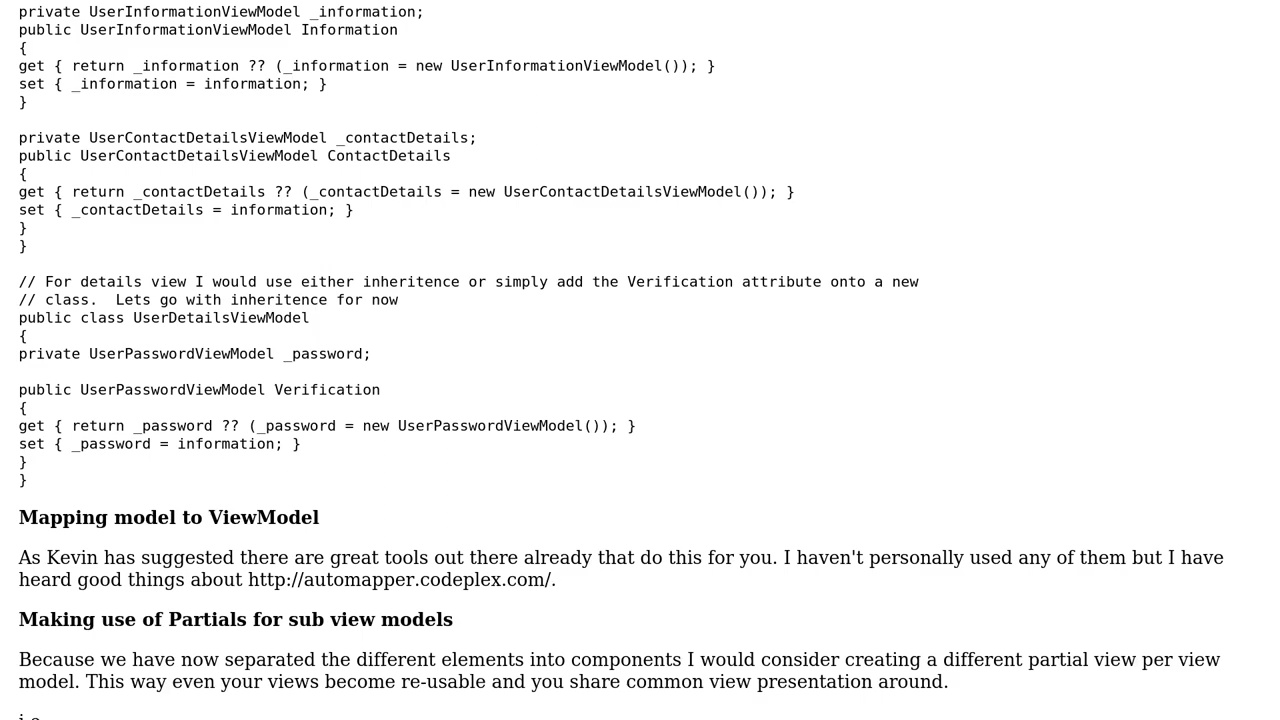 private UserInformationViewModel _information;
public UserInformationViewModel Information
{
get { return _information ?? (_information = new UserInformationViewModel()); }
set { _information = information; }
}
private UserContactDetailsViewModel _contactDetails;
public UserContactDetailsViewModel ContactDetails
{
get { return _contactDetails ?? (_contactDetails = new UserContactDetailsViewModel()); }
set { _contactDetails = information; }
}
}
// For details view I would use either inheritence or simply add the Verification attribute onto a new
// class.  Lets go with inheritence for now
public class UserDetailsViewModel
{
private UserPasswordViewModel _password;
public UserPasswordViewModel Verification
{
get { return _password ?? (_password = new UserPasswordViewModel()); }
set { _password = information; }
}
}
Mapping model to ViewModel
As Kevin has suggested there are great tools out there already that do this for you. I haven't personally used any of them but I have
heard good things about http://automapper.codeplex.com/.
Making use of Partials for sub view models
Because we have now separated the different elements into components I would consider creating a different partial view per view
model. This way even your views become re-usable and you share common view presentation around.